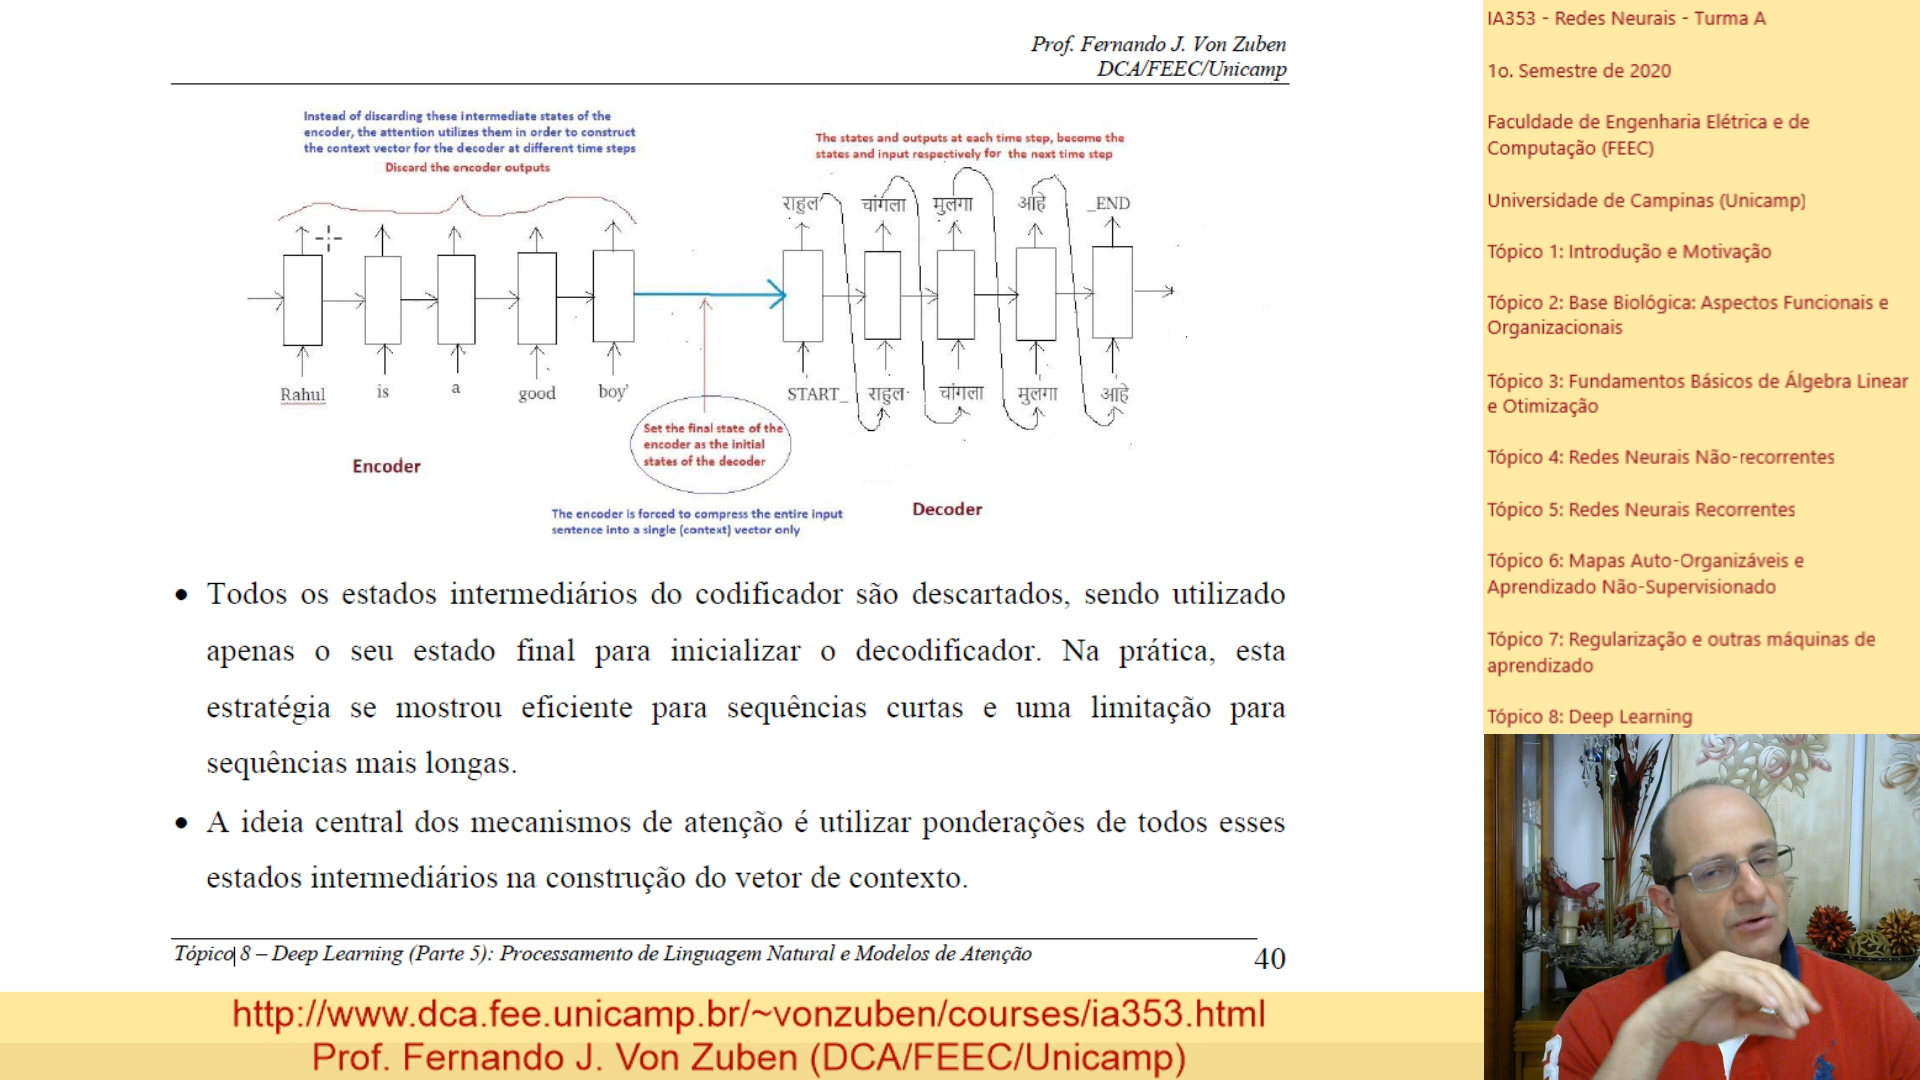 Prof. Fernando J. Von Zuben
DCA/FEEC/Unicamp
Instead of discarding these intermediate states of the
encoder, the attention utilizes them in order to construct
the context vector for the decoder at different time steps
Discard the encoder outputs
The states and outputs at each time step, become the
states and input respectively for the next time step
राहुल चांगला मुलगा आहे _END
Rahul is a good boy'
START_ राहुल चांगला मुलगा आहे
Set the final state of the
encoder as the initial
states of the decoder
Encoder
Decoder
The encoder is forced to compress the entire input
sentence into a single (context) vector only
• Todos os estados intermediários do codificador são descartados, sendo utilizado
apenas o seu estado final para inicializar o decodificador. Na prática, esta
estratégia se mostrou eficiente para sequências curtas e uma limitação para
sequências mais longas.
• A ideia central dos mecanismos de atenção é utilizar ponderações de todos esses
estados intermediários na construção do vetor de contexto.
Tópico 8 – Deep Learning (Parte 5): Processamento de Linguagem Natural e Modelos de Atenção
40
http://www.dca.fee.unicamp.br/~vonzuben/courses/ia353.html
Prof. Fernando J. Von Zuben (DCA/FEEC/Unicamp)
IA353 - Redes Neurais - Turma A
1o. Semestre de 2020
Faculdade de Engenharia Elétrica e de
Computação (FEEC)
Universidade de Campinas (Unicamp)
Tópico 1: Introdução e Motivação
Tópico 2: Base Biológica: Aspectos Funcionais e
Organizacionais
Tópico 3: Fundamentos Básicos de Álgebra Linear
e Otimização
Tópico 4: Redes Neurais Não-recorrentes
Tópico 5: Redes Neurais Recorrentes
Tópico 6: Mapas Auto-Organizáveis e
Aprendizado Não-Supervisionado
Tópico 7: Regularização e outras máquinas de
aprendizado
Tópico 8: Deep Learning